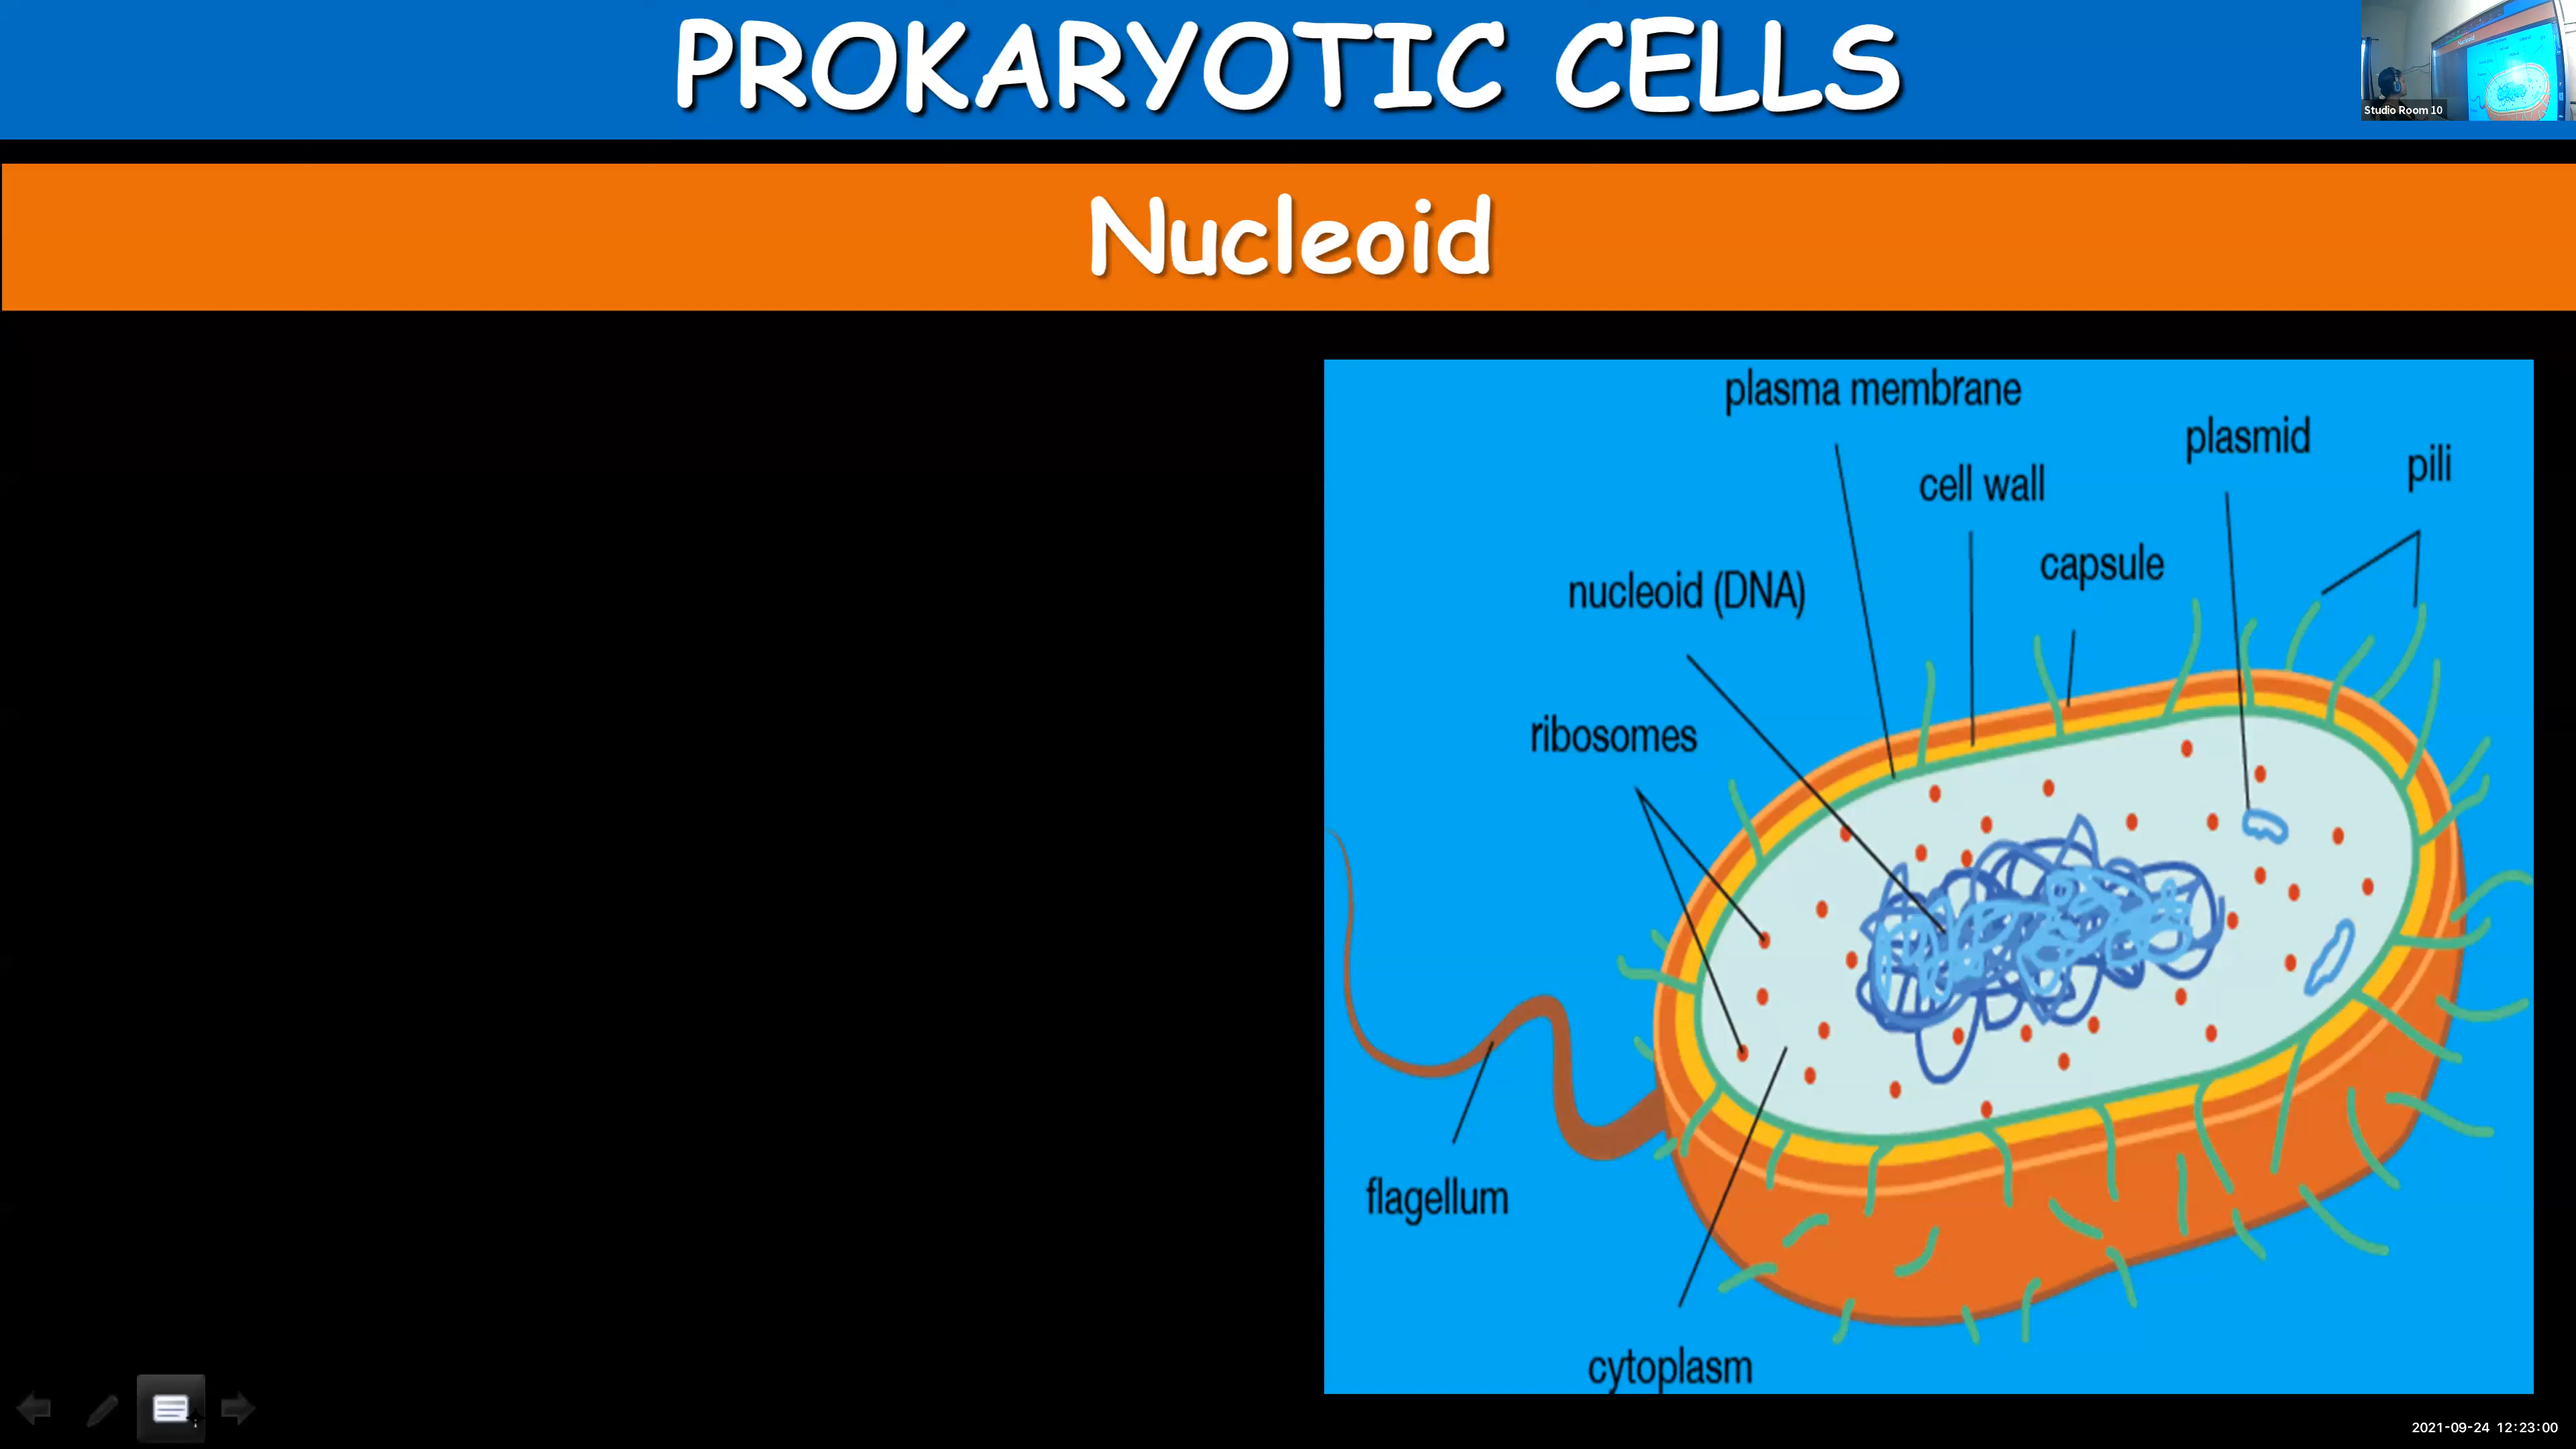 PROKARYOTIC CELLS
Studio Room 10
Nucleoid
plasma membrane
plasmid
pili
cell wall
capsule
nucleoid (DNA)
ribosomes
flagellum
cytoplasm
2021-09-24 12:23:00